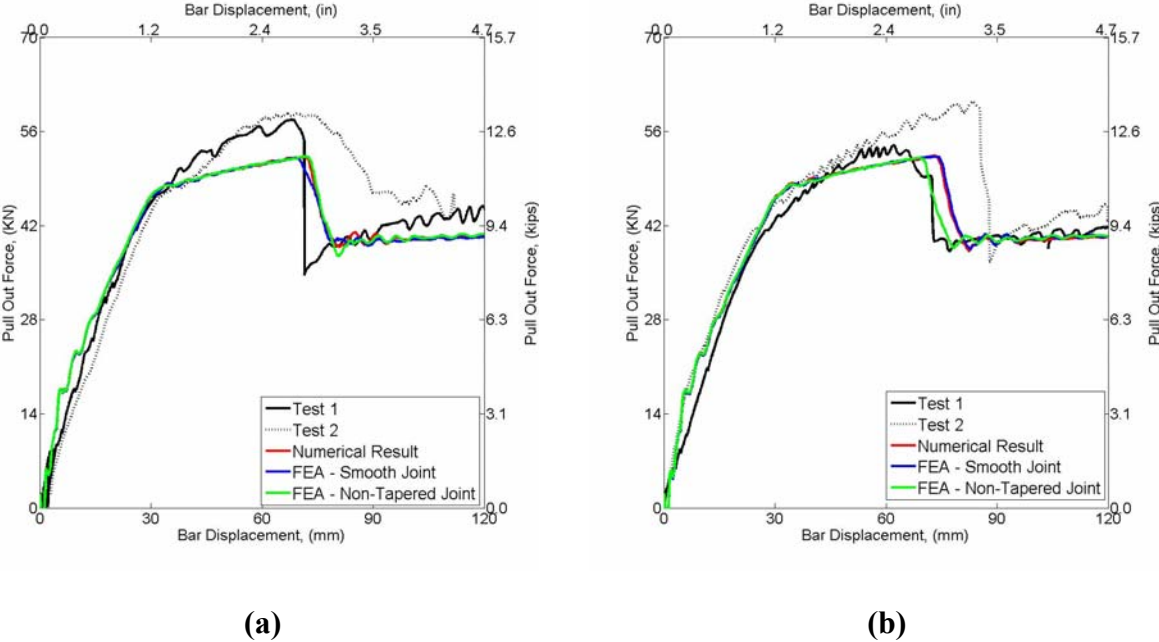 Bar Displacement, (in)
0.0 1.2 2.4 3.5 4.7
70 15.7
56 12.6
42 9.4
28 6.3
14 3.1
0 0.0
Pull Out Force, (KN)
Pull Out Force, (kips)
Test 1
Test 2
Numerical Result
FEA - Smooth Joint
FEA - Non-Tapered Joint
0 30 60 90 120
Bar Displacement, (mm)
(a)
Bar Displacement, (in)
0.0 1.2 2.4 3.5 4.7
70 15.7
56 12.6
42 9.4
28 6.3
14 3.1
0 0.0
Pull Out Force, (KN)
Pull Out Force, (kips)
Test 1
Test 2
Numerical Result
FEA - Smooth Joint
FEA - Non-Tapered Joint
0 30 60 90 120
Bar Displacement, (mm)
(b)